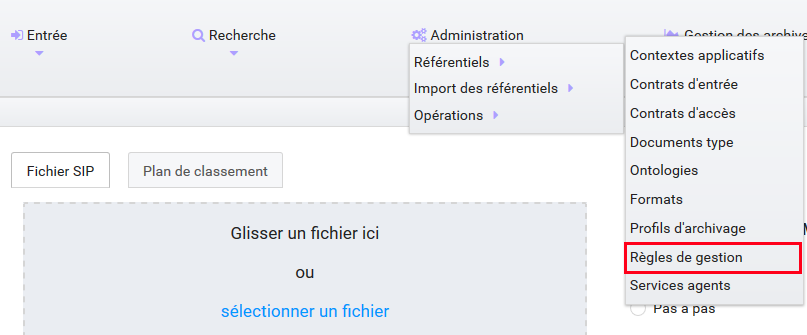 Entrée
Recherche
Administration
Gestion des archive
Référentiels
Import des référentiels
Opérations
Contextes applicatifs
Contrats d'entrée
Contrats d'accès
Documents type
Ontologies
Formats
Profils d'archivage
Règles de gestion
Services agents
Fichier SIP
Plan de classement
Glisser un fichier ici
ou
sélectionner un fichier
M
Pas à pas